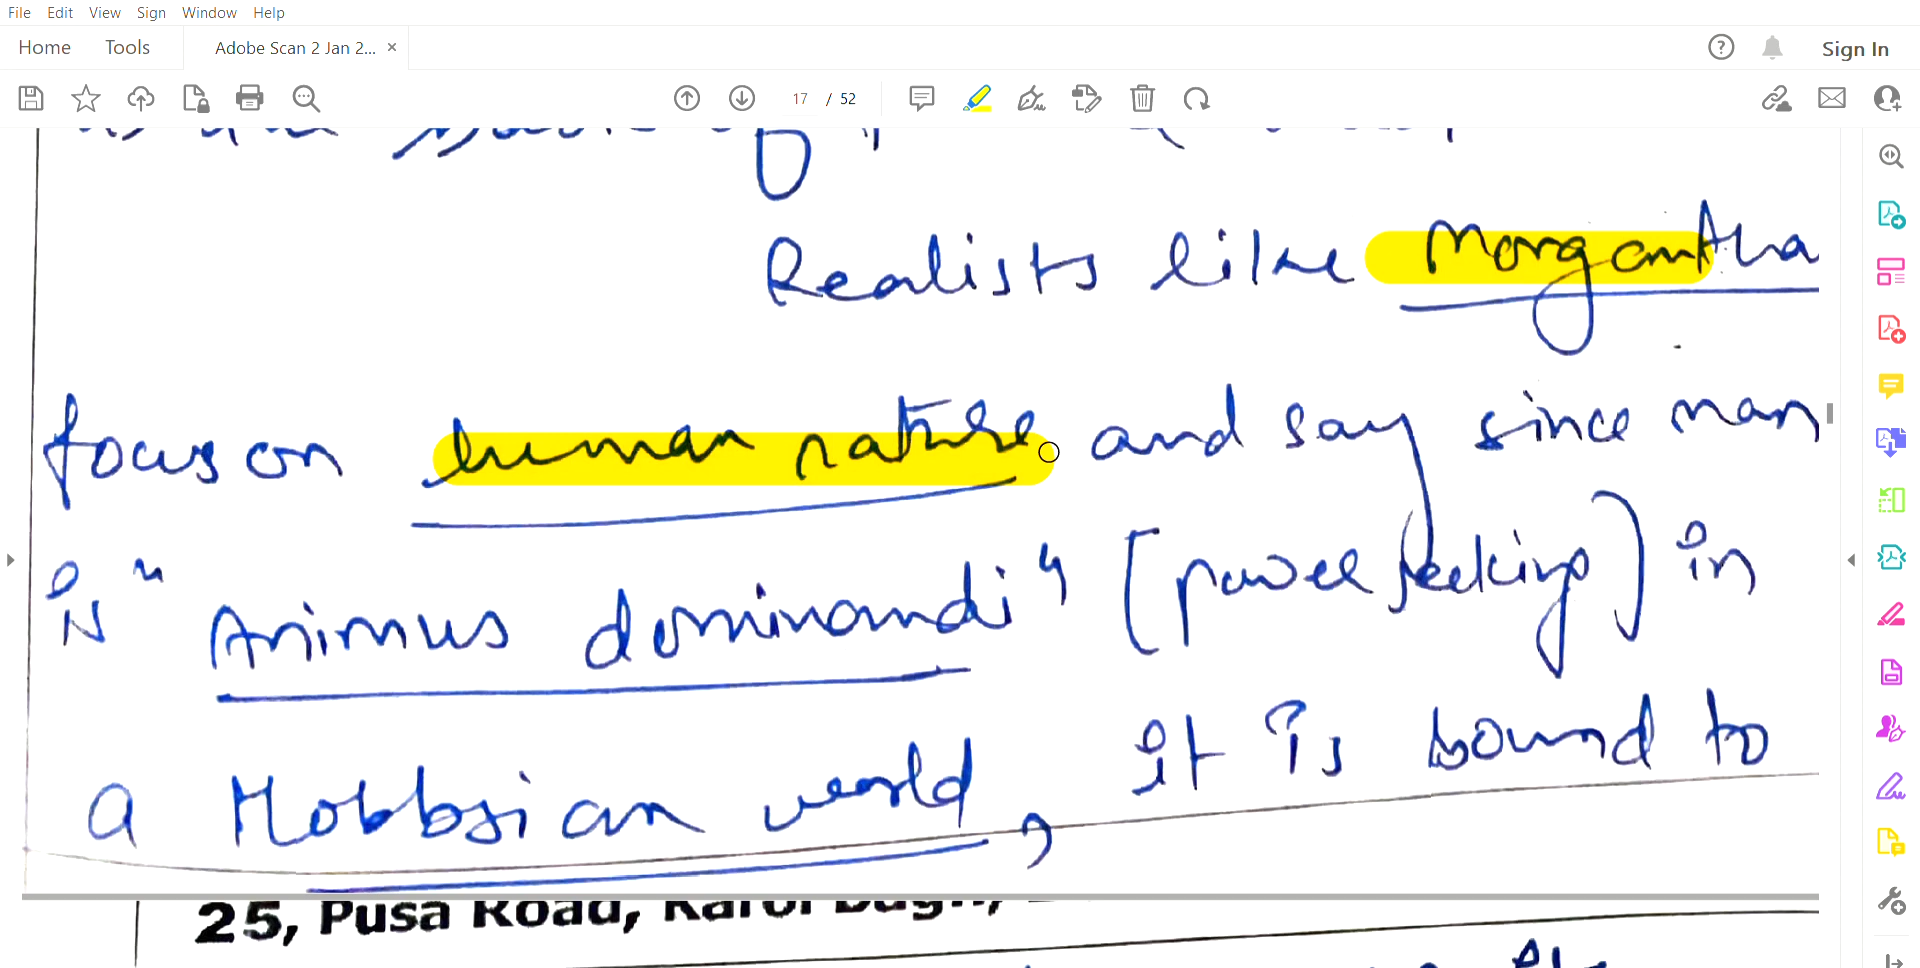 File Edit View Sign Window Help
Home Tools Adobe Scan 2 Jan 2... × Sign In
17 / 52
Realists like Morgantha
focus on human nature and say since man
is "Animus dominandi" [power seeking] in
a Hobbsian world, it is bound to
25, Pusa Road, Karol Bagh,